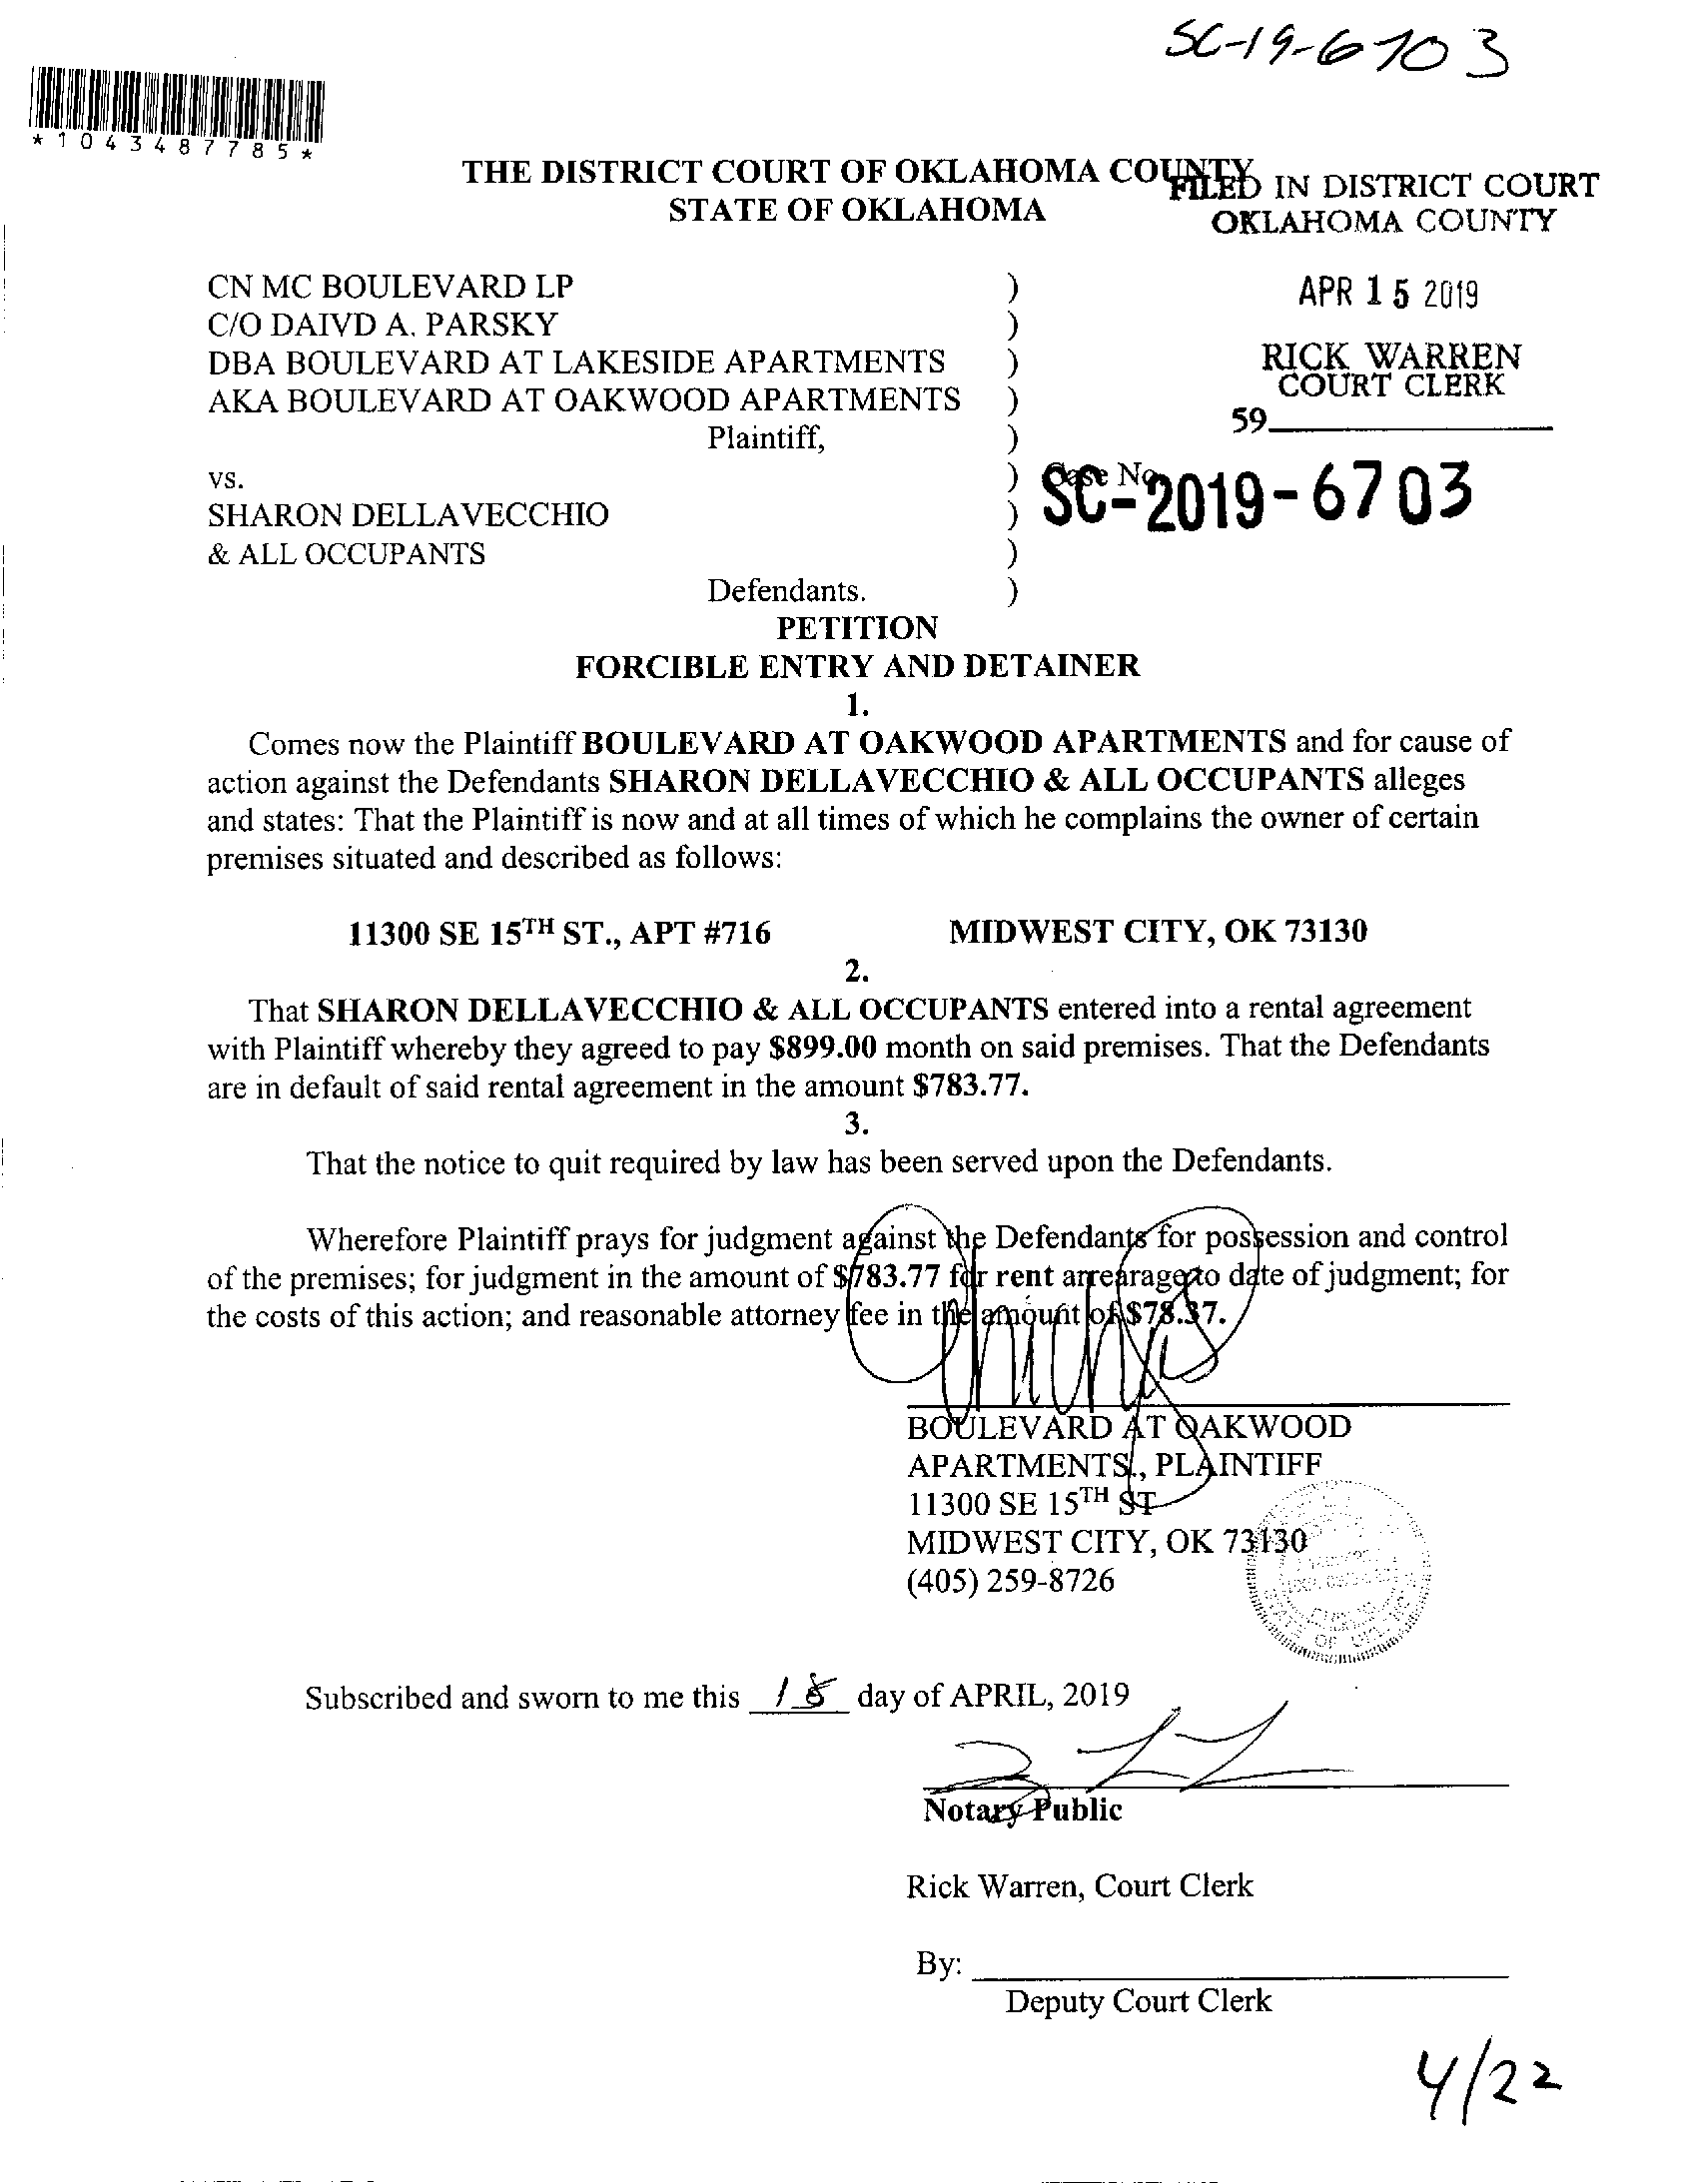 SC-19-6703
*1043487785*
THE DISTRICT COURT OF OKLAHOMA COUNTY
STATE OF OKLAHOMA
FILED IN DISTRICT COURT
OKLAHOMA COUNTY
APR 15 2019
RICK WARREN
COURT CLERK
59
CN MC BOULEVARD LP )
C/O DAIVD A. PARSKY )
DBA BOULEVARD AT LAKESIDE APARTMENTS )
AKA BOULEVARD AT OAKWOOD APARTMENTS )
Plaintiff, )
vs. ) Case No.
SC-2019-6703
SHARON DELLAVECCHIO )
& ALL OCCUPANTS )
Defendants. )
PETITION
FORCIBLE ENTRY AND DETAINER
1.
Comes now the Plaintiff BOULEVARD AT OAKWOOD APARTMENTS and for cause of
action against the Defendants SHARON DELLAVECCHIO & ALL OCCUPANTS alleges
and states: That the Plaintiff is now and at all times of which he complains the owner of certain
premises situated and described as follows:
11300 SE 15TH ST., APT #716 MIDWEST CITY, OK 73130
2.
That SHARON DELLAVECCHIO & ALL OCCUPANTS entered into a rental agreement
with Plaintiff whereby they agreed to pay $899.00 month on said premises. That the Defendants
are in default of said rental agreement in the amount $783.77.
3.
That the notice to quit required by law has been served upon the Defendants.
Wherefore Plaintiff prays for judgment against the Defendants for possession and control
of the premises; for judgment in the amount of $783.77 for rent arrearage to date of judgment; for
the costs of this action; and reasonable attorney fee in the amount of $78.37.
BOULEVARD AT OAKWOOD
APARTMENTS., PLAINTIFF
11300 SE 15TH ST
MIDWEST CITY, OK 73130
(405) 259-8726
STATE OF
Subscribed and sworn to me this day of APRIL, 2019
Notary Public
Rick Warren, Court Clerk
By:
Deputy Court Clerk
4/22